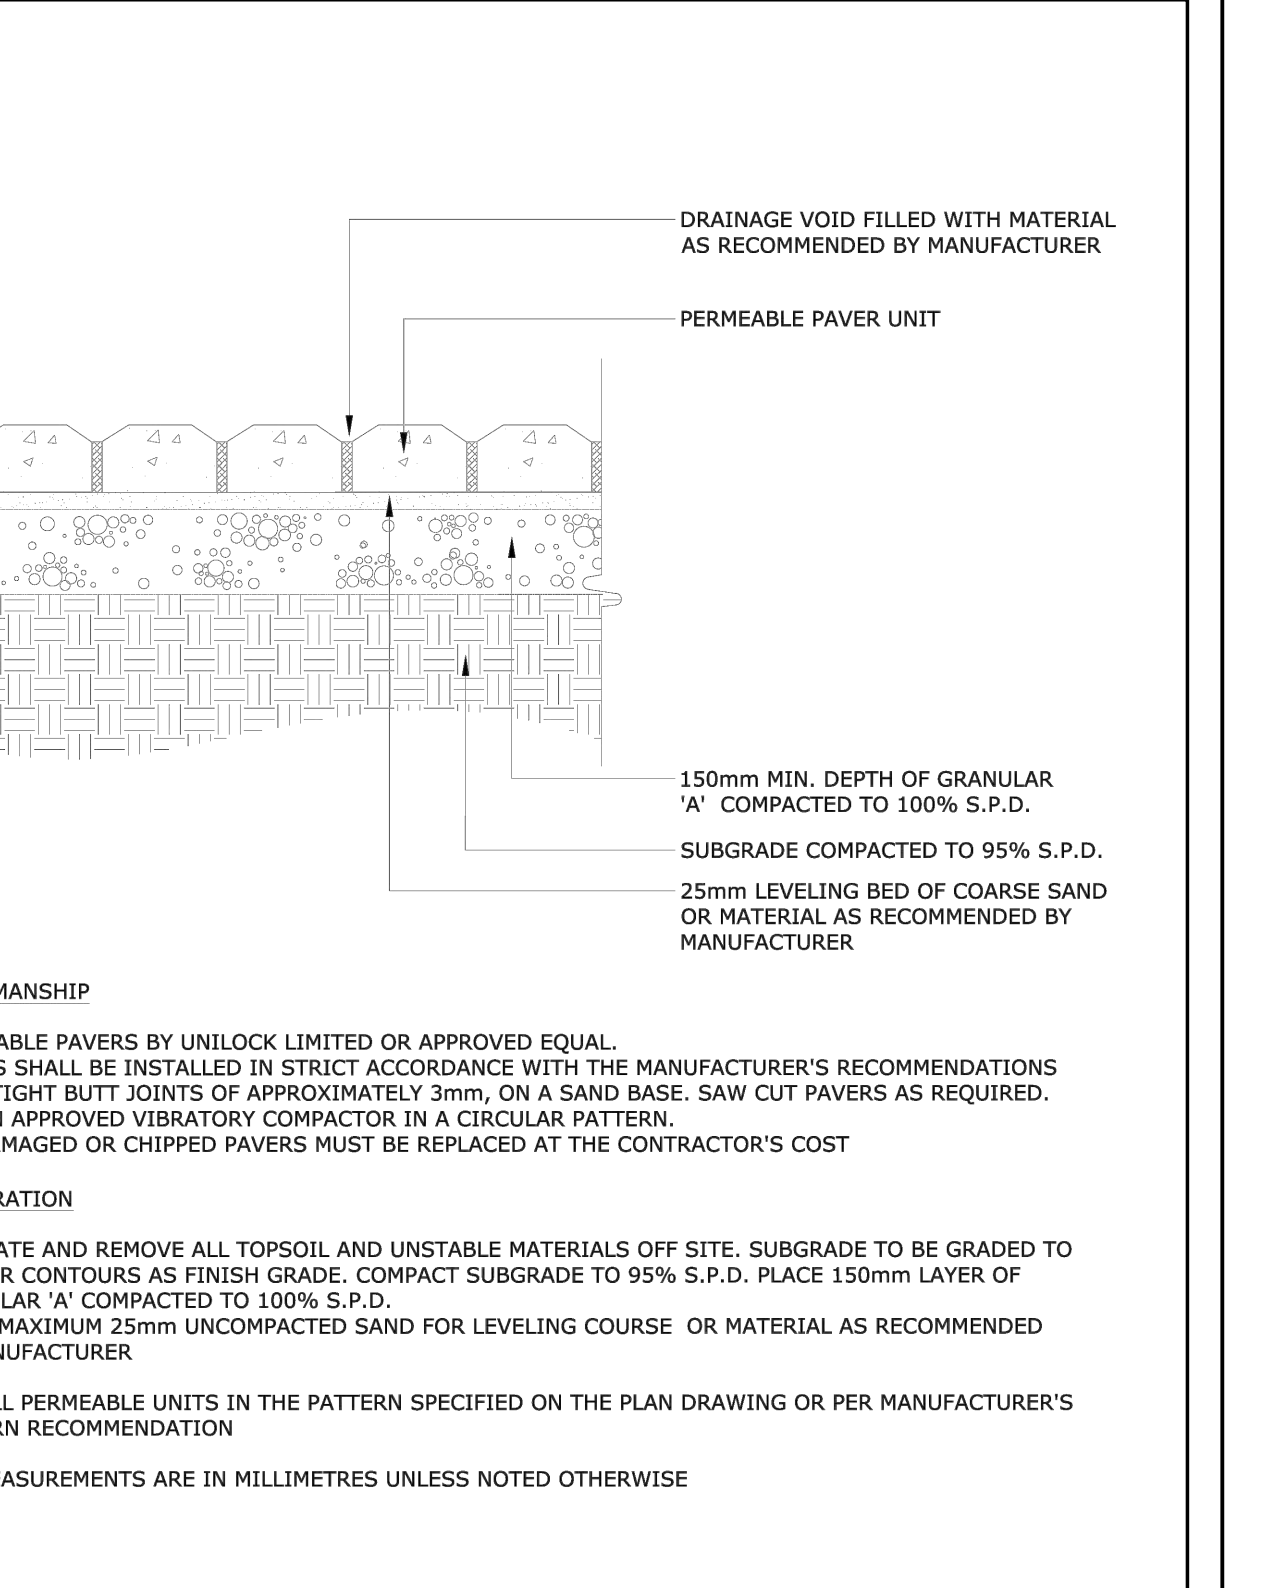 DRAINAGE VOID FILLED WITH MATERIAL
AS RECOMMENDED BY MANUFACTURER
PERMEABLE PAVER UNIT
150mm MIN. DEPTH OF GRANULAR
'A' COMPACTED TO 100% S.P.D.
SUBGRADE COMPACTED TO 95% S.P.D.
25mm LEVELING BED OF COARSE SAND
OR MATERIAL AS RECOMMENDED BY
MANUFACTURER
MANSHIP
ABLE PAVERS BY UNILOCK LIMITED OR APPROVED EQUAL.
S SHALL BE INSTALLED IN STRICT ACCORDANCE WITH THE MANUFACTURER'S RECOMMENDATIONS
TIGHT BUTT JOINTS OF APPROXIMATELY 3mm, ON A SAND BASE. SAW CUT PAVERS AS REQUIRED.
N APPROVED VIBRATORY COMPACTOR IN A CIRCULAR PATTERN.
AMAGED OR CHIPPED PAVERS MUST BE REPLACED AT THE CONTRACTOR'S COST
RATION
ATE AND REMOVE ALL TOPSOIL AND UNSTABLE MATERIALS OFF SITE. SUBGRADE TO BE GRADED TO
R CONTOURS AS FINISH GRADE. COMPACT SUBGRADE TO 95% S.P.D. PLACE 150mm LAYER OF
LAR 'A' COMPACTED TO 100% S.P.D.
MAXIMUM 25mm UNCOMPACTED SAND FOR LEVELING COURSE OR MATERIAL AS RECOMMENDED
NUFACTURER
LL PERMEABLE UNITS IN THE PATTERN SPECIFIED ON THE PLAN DRAWING OR PER MANUFACTURER'S
RN RECOMMENDATION
EASUREMENTS ARE IN MILLIMETRES UNLESS NOTED OTHERWISE